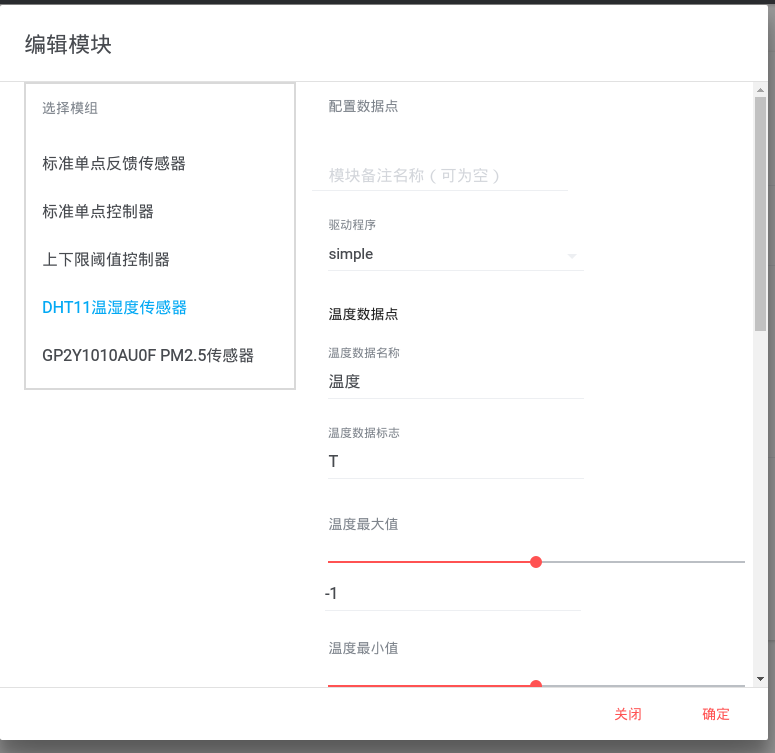 编辑模块
选择模组
标准单点反馈传感器
标准单点控制器
上下限阈值控制器
DHT11温湿度传感器
GP2Y1010AU0F PM2.5传感器
配置数据点
模块备注名称（可为空）
驱动程序
simple
温度数据点
温度数据名称
温度
温度数据标志
T
温度最大值
-1
温度最小值
关闭
确定